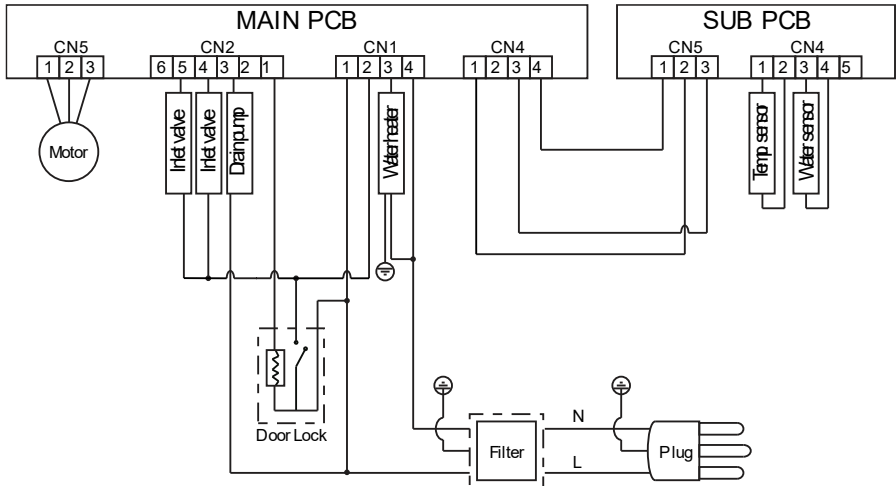 MAIN PCB SUB PCB
CN5 CN2 CN1 CN4 CN5 CN4
1 2 3 6 5 4 3 2 1 1 2 3 4 1 2 3 4 1 2 3 1 2 3 4 5
Motor
Inlet valve
Inlet valve
Drain pump
Water heater
Temp. sensor
Water sensor
Door Lock
Filter
N
L
Plug